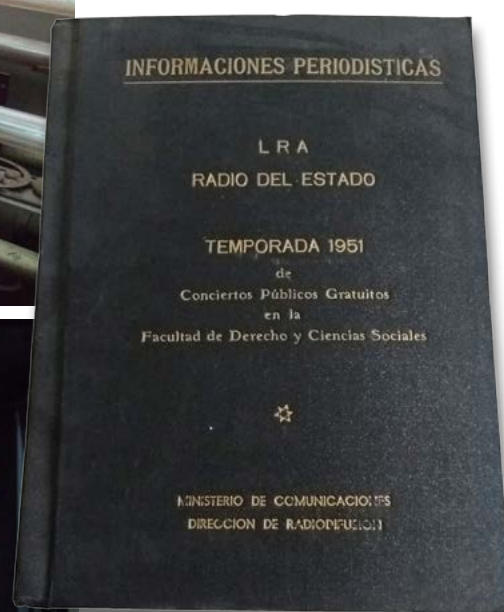 INFORMACIONES PERIODISTICAS
L R A
RADIO DEL ESTADO
TEMPORADA 1951
de
Conciertos Públicos Gratuitos
en la
Facultad de Derecho y Ciencias Sociales
MINISTERIO DE COMUNICACIONES
DIRECCION DE RADIODIFUSION